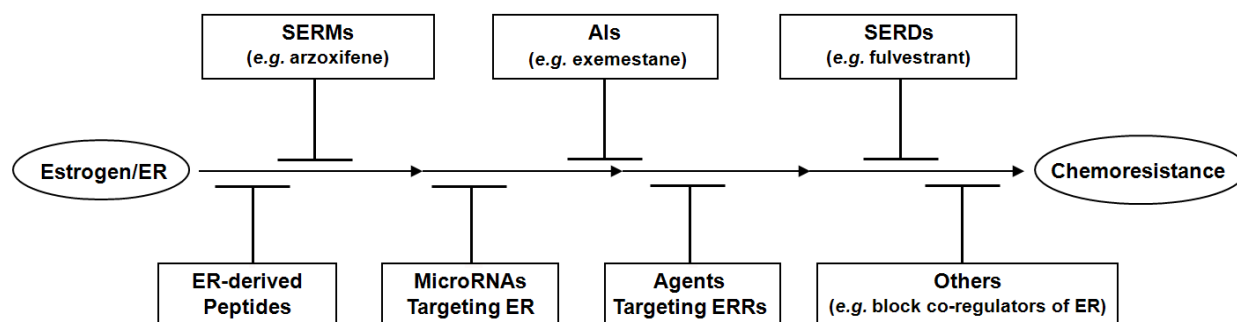 SERMs
(e.g. arzoxifene)
AIs
(e.g. exemestane)
SERDs
(e.g. fulvestrant)
Estrogen/ER
Chemoresistance
ER-derived
Peptides
MicroRNAs
Targeting ER
Agents
Targeting ERRs
Others
(e.g. block co-regulators of ER)